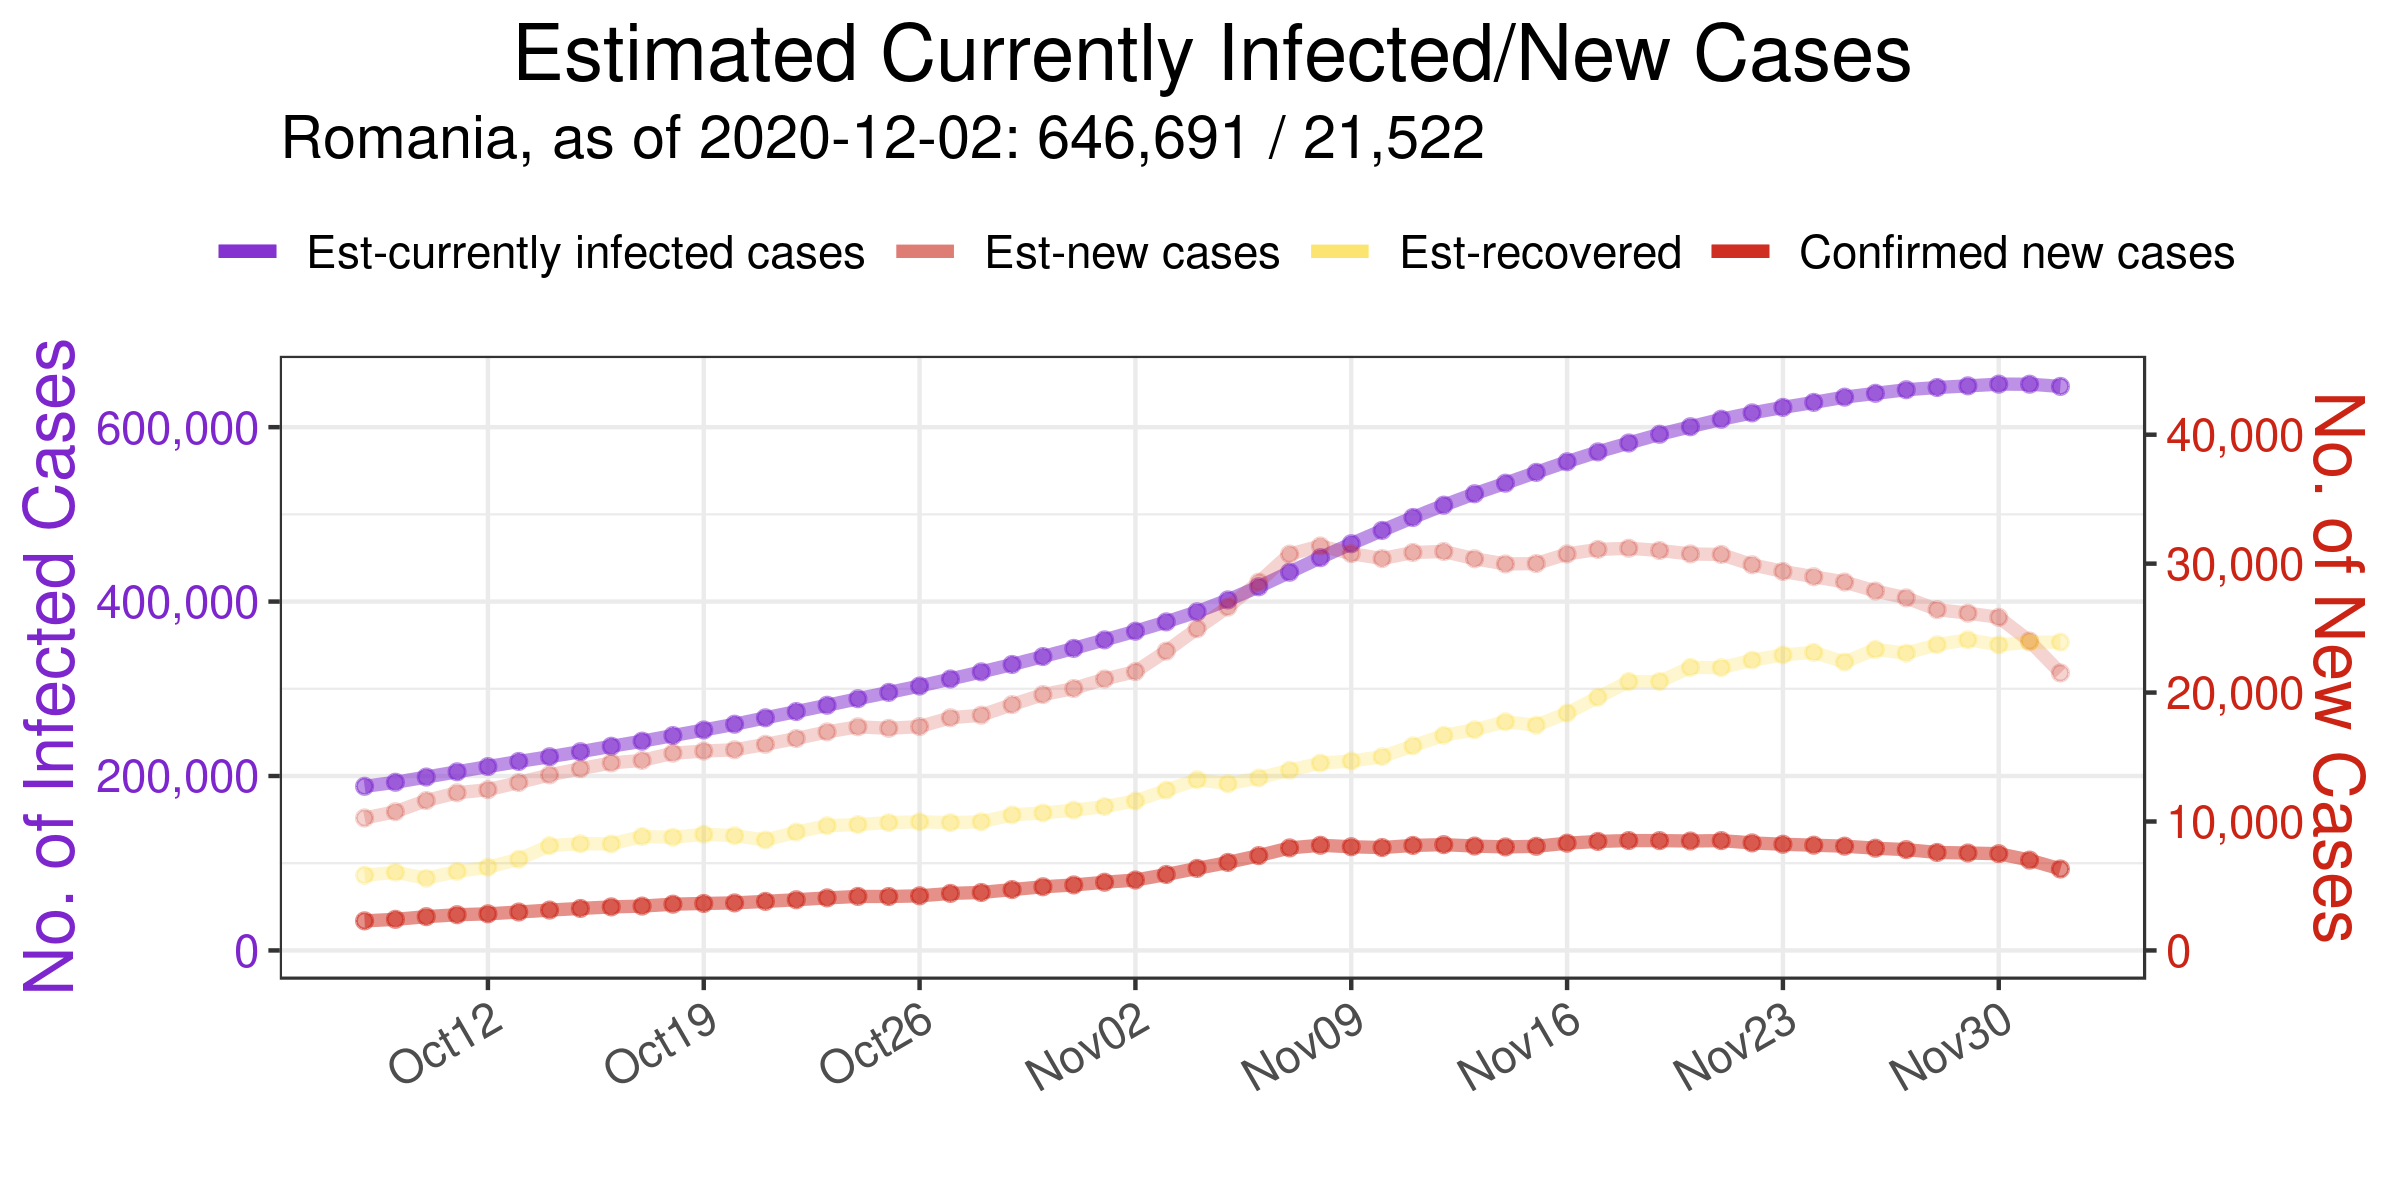 Estimated Currently Infected/New Cases
Romania, as of 2020-12-02: 646,691 / 21,522
Est-currently infected cases
Est-new cases
Est-recovered
Confirmed new cases
No. of Infected Cases
600,000
400,000
200,000
0
40,000
30,000
20,000
10,000
0
No. of New Cases
Oct12
Oct19
Oct26
Nov02
Nov09
Nov16
Nov23
Nov30